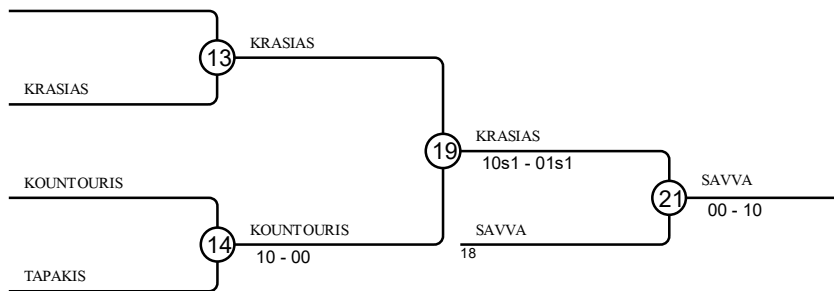 13
KRASIAS
KRASIAS
19
KRASIAS
10s1 - 01s1
KOUNTOURIS
14
KOUNTOURIS
10 - 00
TAPAKIS
SAVVA
18
21
SAVVA
00 - 10